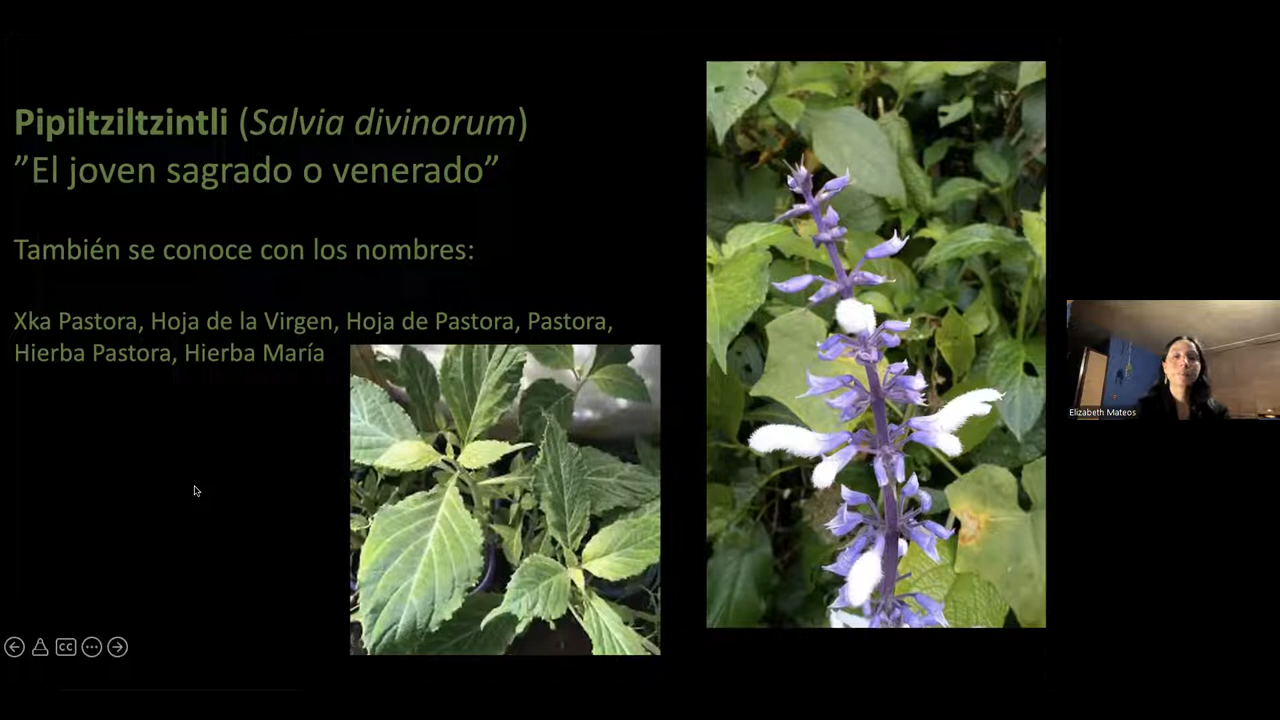 Pipiltziltzintli (Salvia divinorum)
”El joven sagrado o venerado”
También se conoce con los nombres:
Xka Pastora, Hoja de la Virgen, Hoja de Pastora, Pastora,
Hierba Pastora, Hierba María
Elizabeth Mateos
CC